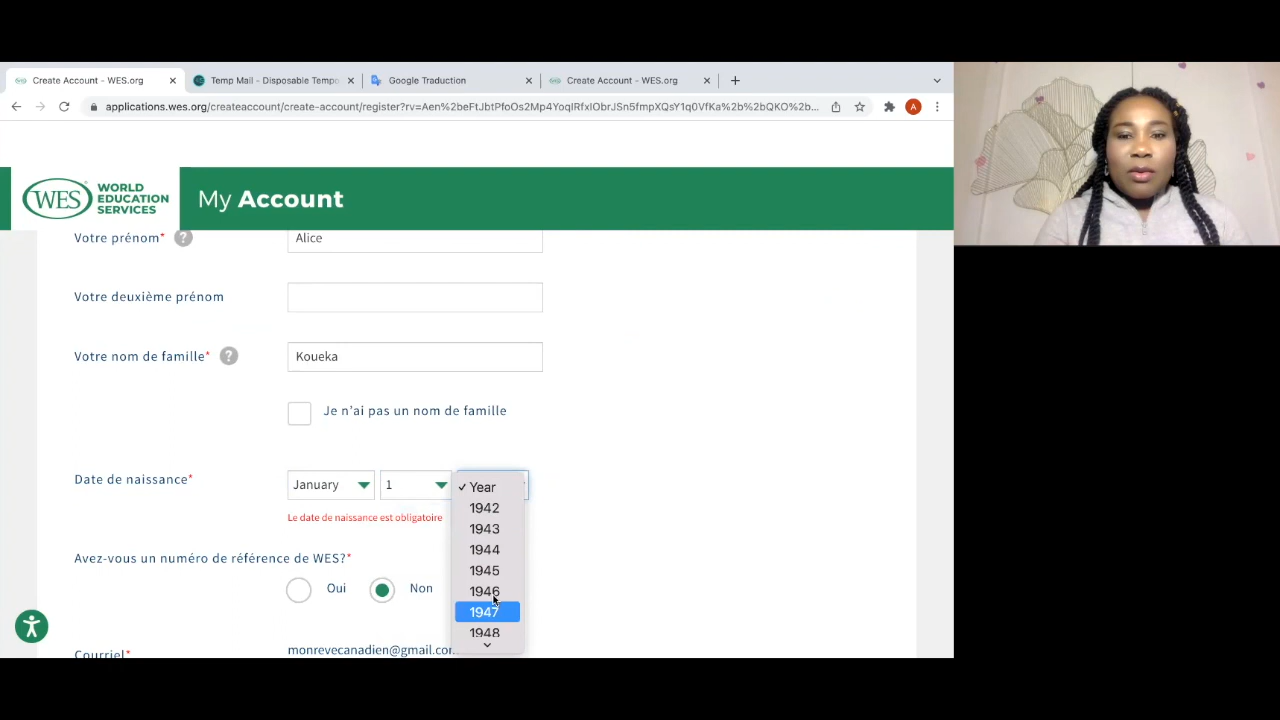 Create Account - WES.org
Temp Mail - Disposable Tempo
Google Traduction
Create Account - WES.org
applications.wes.org/createaccount/create-account/register?rv=Aen%2beFtJbtPfoOs2Mp4YoqIRfxIObrJSn5fmpXQsY1q0VfKa%2b%2bQKO%2b...
A
WES WORLD EDUCATION SERVICES
My Account
Votre prénom* ? Alice
Votre deuxième prénom
Votre nom de famille* ? Koueka
Je n'ai pas un nom de famille
Date de naissance* January 1
✓ Year
1942
1943
1944
1945
1946
1947
1948
Le date de naissance est obligatoire
Avez-vous un numéro de référence de WES?*
Oui Non
Courriel* monrevecanadien@gmail.com